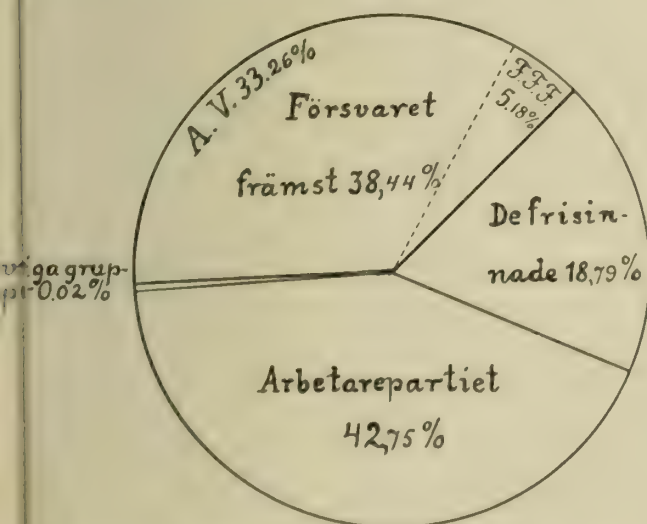 A. V. 33.26%
Försvaret
främst 38,44%
F.F.F.
5.18%
De frisin-
nade 18,79%
grup-
0.02%
Arbetarepartiet
42,75%